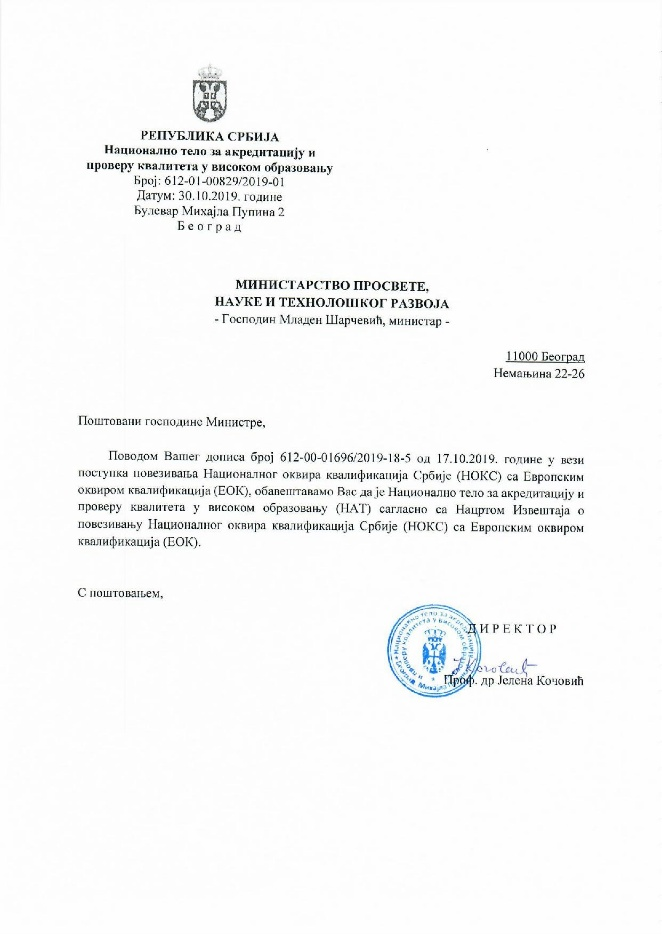 РЕПУБЛИКА СРБИЈА
Национално тело за акредитацију и
проверу квалитета у високом образовању
Број: 612-01-00829/2019-01
Датум: 30.10.2019. године
Булевар Михајла Пупина 2
Б е о г р а д
МИНИСТАРСТВО ПРОСВЕТЕ,
НАУКЕ И ТЕХНОЛОШКОГ РАЗВОЈА
- Господин Младен Шарчевић, министар -
11000 Београд
Немањина 22-26
Поштовани господине Министре,
Поводом Вашег дописа број 612-00-01696/2019-18-5 од 17.10.2019. године у вези
поступка повезивања Националног оквира квалификација Србије (НОКС) са Европским
оквиром квалификација (ЕОК), обавештавамо Вас да је Национално тело за акредитацију и
проверу квалитета у високом образовању (НАТ) сагласно са Нацртом Извештаја о
повезивању Националног оквира квалификација Србије (НОКС) са Европским оквиром
квалификација (ЕОК).
С поштовањем,
Д И Р Е К Т О Р
Проф. др Јелена Кочовић